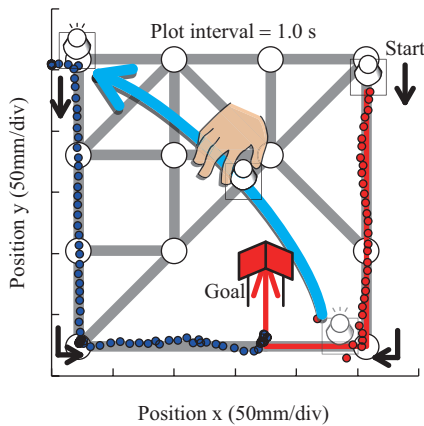 Plot interval = 1.0 s
Start
Goal
Position y (50mm/div)
Position x (50mm/div)